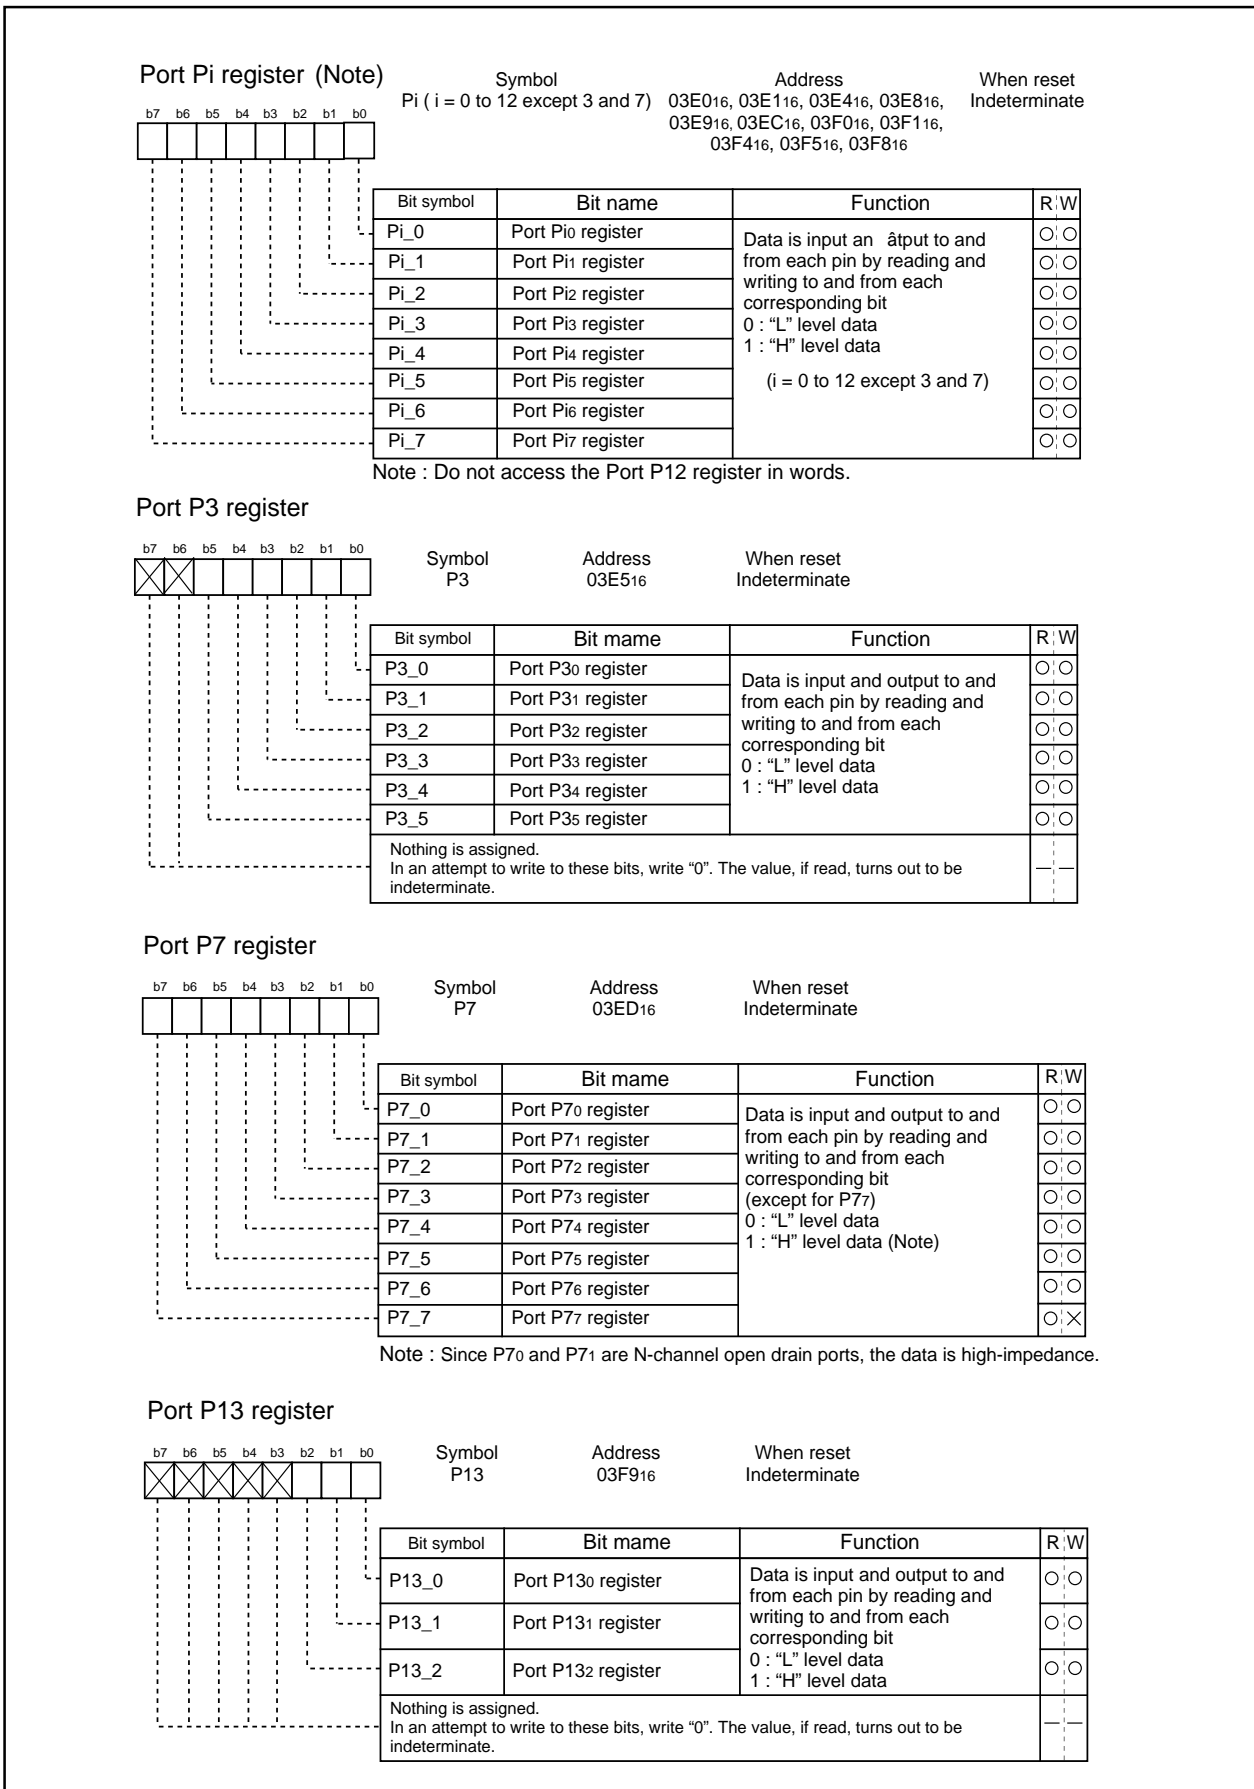 Port Pi register (Note)
Symbol Address When reset
Pi ( i = 0 to 12 except 3 and 7) 03E016, 03E116, 03E416, 03E816, Indeterminate
03E916, 03EC16, 03F016, 03F116,
03F416, 03F516, 03F816
b7 b6 b5 b4 b3 b2 b1 b0
Bit symbol Bit name Function R W
Pi_0 Port Pi0 register
Pi_1 Port Pi1 register
Pi_2 Port Pi2 register
Pi_3 Port Pi3 register
Pi_4 Port Pi4 register
Pi_5 Port Pi5 register
Pi_6 Port Pi6 register
Pi_7 Port Pi7 register
Data is input an âtput to and
from each pin by reading and
writing to and from each
corresponding bit
0 : “L” level data
1 : “H” level data
(i = 0 to 12 except 3 and 7)
Note : Do not access the Port P12 register in words.
Port P3 register
b7 b6 b5 b4 b3 b2 b1 b0
Symbol Address When reset
P3 03E516 Indeterminate
Bit symbol Bit mame Function R W
P3_0 Port P30 register
P3_1 Port P31 register
P3_2 Port P32 register
P3_3 Port P33 register
P3_4 Port P34 register
P3_5 Port P35 register
Data is input and output to and
from each pin by reading and
writing to and from each
corresponding bit
0 : “L” level data
1 : “H” level data
Nothing is assigned.
In an attempt to write to these bits, write “0”. The value, if read, turns out to be
indeterminate.
Port P7 register
b7 b6 b5 b4 b3 b2 b1 b0
Symbol Address When reset
P7 03ED16 Indeterminate
Bit symbol Bit mame Function R W
P7_0 Port P70 register
P7_1 Port P71 register
P7_2 Port P72 register
P7_3 Port P73 register
P7_4 Port P74 register
P7_5 Port P75 register
P7_6 Port P76 register
P7_7 Port P77 register
Data is input and output to and
from each pin by reading and
writing to and from each
corresponding bit
(except for P77)
0 : “L” level data
1 : “H” level data (Note)
Note : Since P70 and P71 are N-channel open drain ports, the data is high-impedance.
Port P13 register
b7 b6 b5 b4 b3 b2 b1 b0
Symbol Address When reset
P13 03F916 Indeterminate
Bit symbol Bit mame Function R W
P13_0 Port P130 register
P13_1 Port P131 register
P13_2 Port P132 register
Data is input and output to and
from each pin by reading and
writing to and from each
corresponding bit
0 : “L” level data
1 : “H” level data
Nothing is assigned.
In an attempt to write to these bits, write “0”. The value, if read, turns out to be
indeterminate.